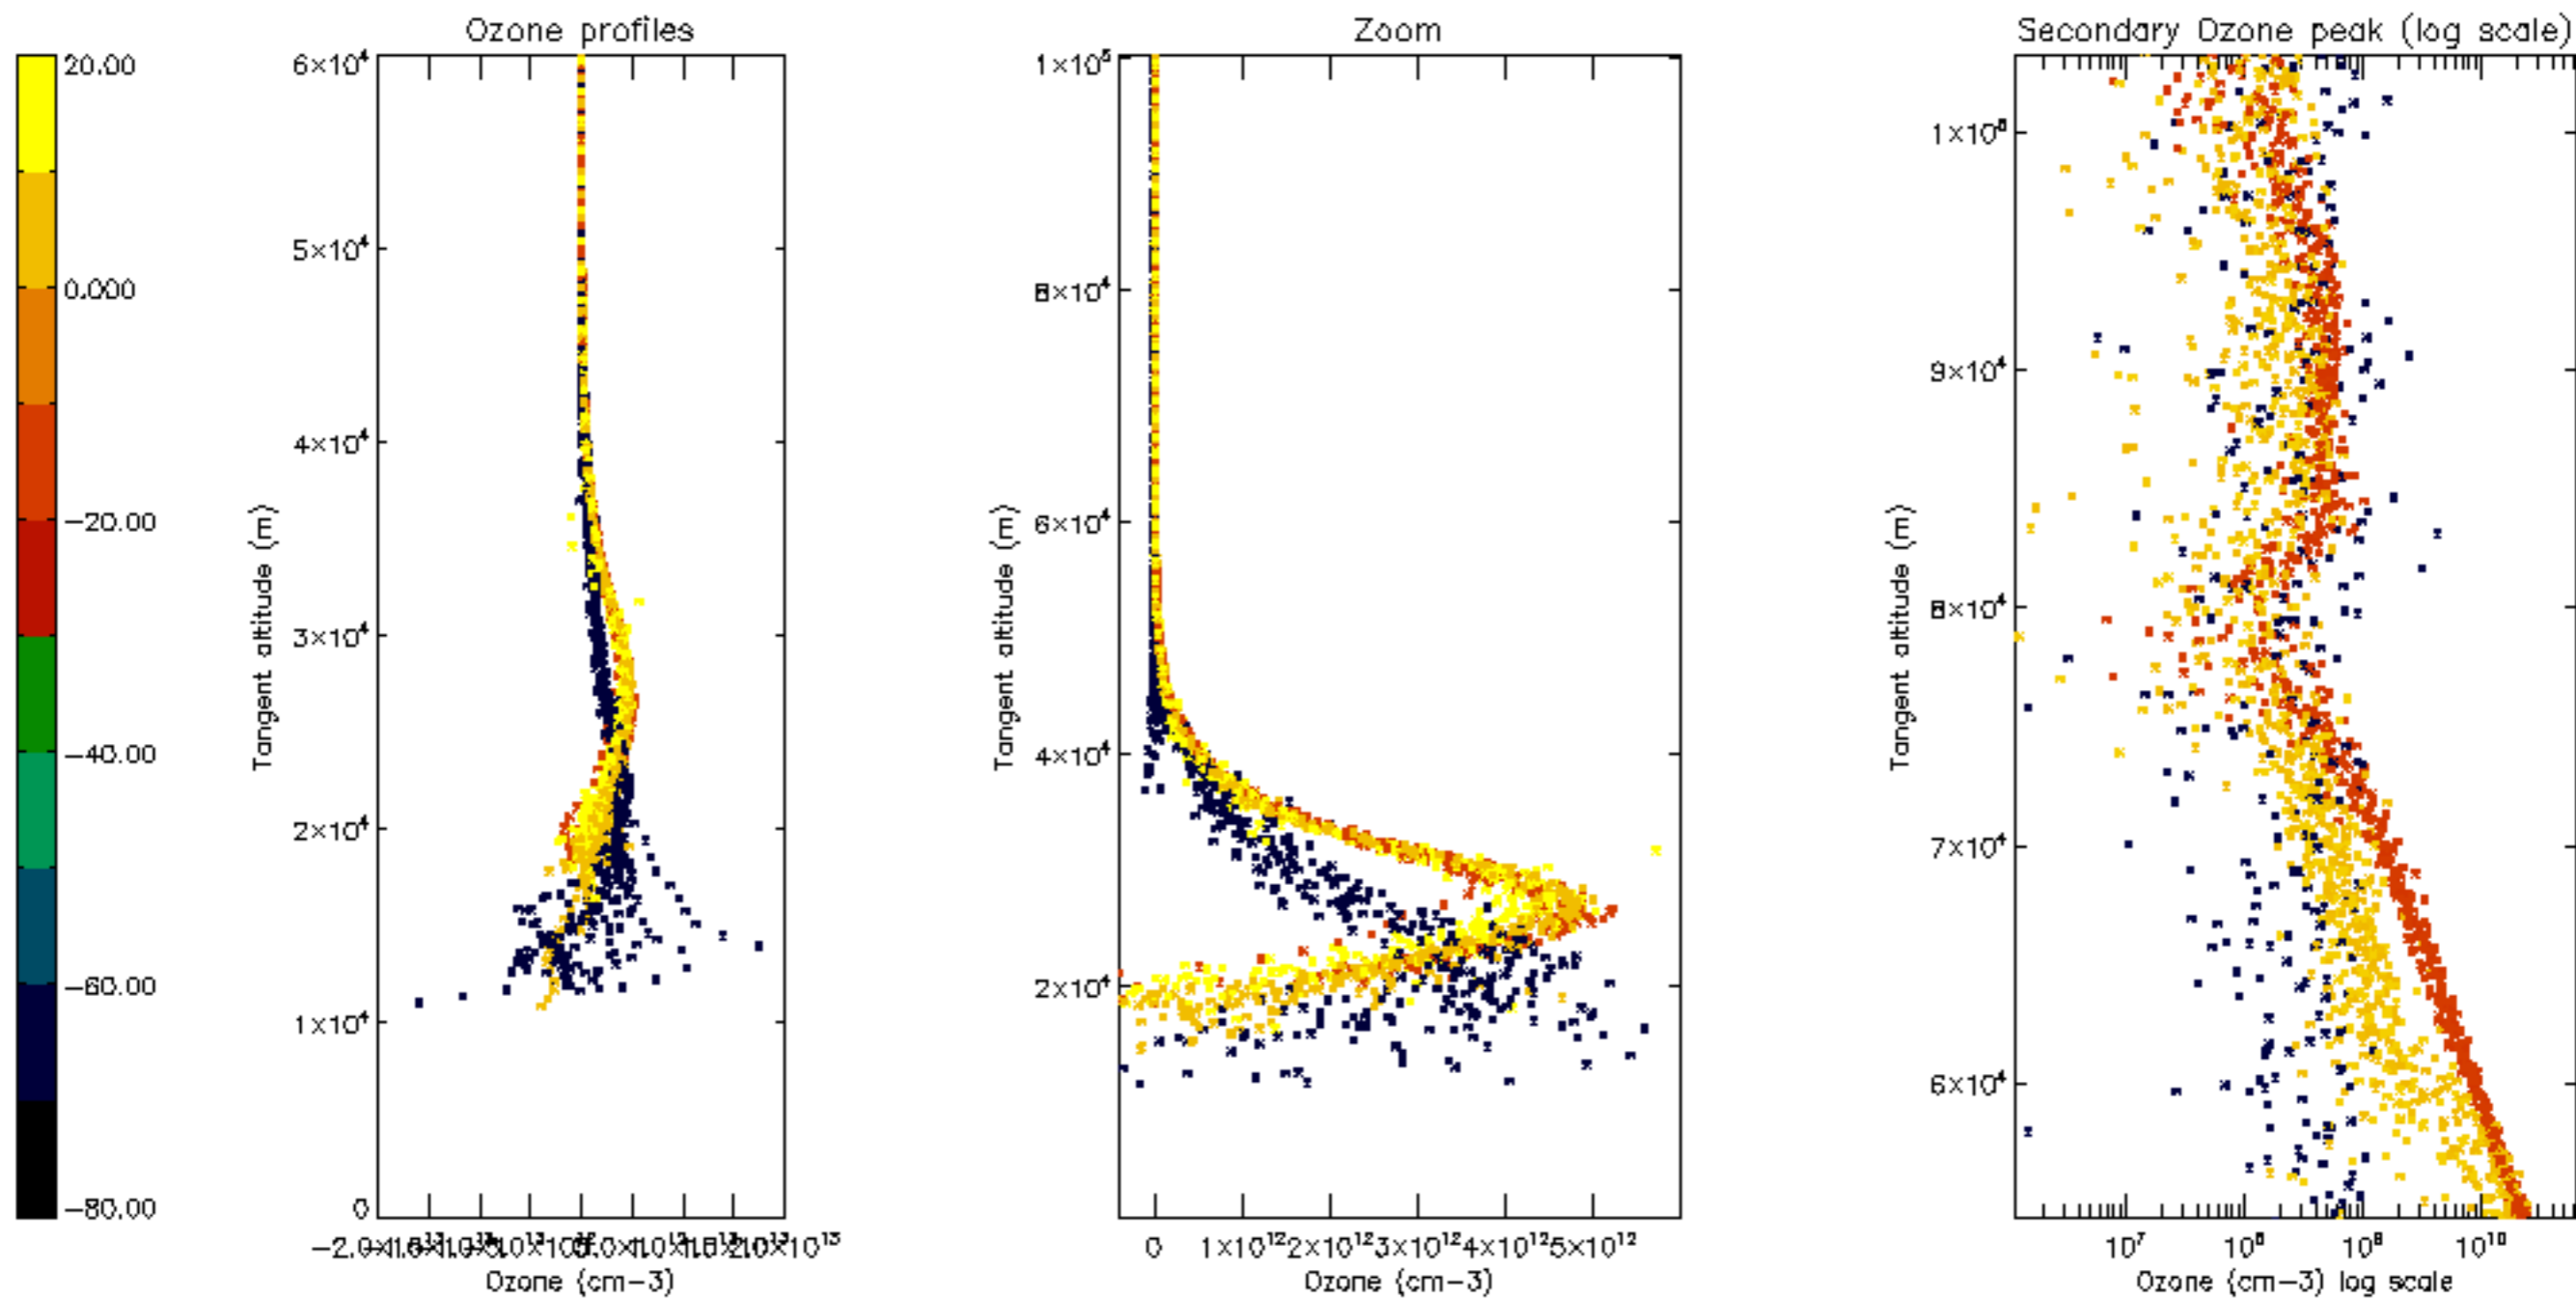 Ozone profiles
Zoom
Secondary Ozone peak (log scale)
20.00
0.000
−20.00
−40.00
−60.00
−80.00
Tangent altitude (m)
6×10⁴
5×10⁴
4×10⁴
3×10⁴
2×10⁴
1×10⁴
0
Ozone (cm−3)
Tangent altitude (m)
1×10⁵
8×10⁴
6×10⁴
4×10⁴
2×10⁴
0 1×10¹² 2×10¹² 3×10¹² 4×10¹² 5×10¹²
Ozone (cm−3)
Tangent altitude (m)
1×10⁵
9×10⁴
8×10⁴
7×10⁴
6×10⁴
10⁷ 10⁸ 10⁹ 10¹⁰
Ozone (cm−3) log scale